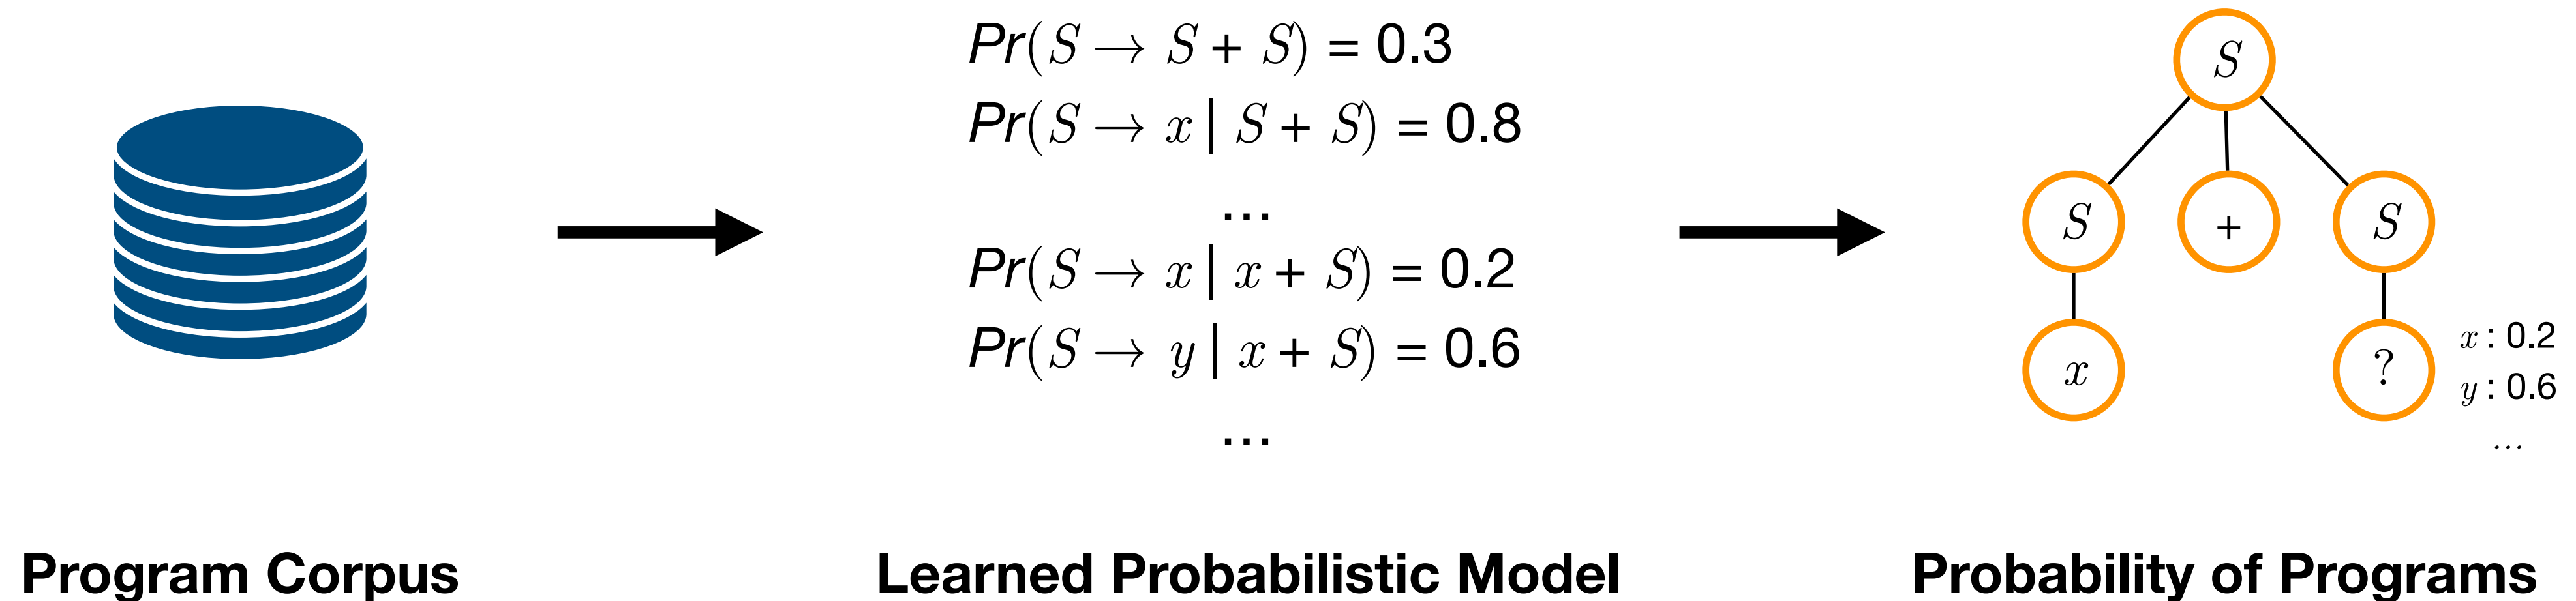 Pr(S → S + S) = 0.3
Pr(S → x | S + S) = 0.8
...
Pr(S → x | x + S) = 0.2
Pr(S → y | x + S) = 0.6
...
S
S + S
x ?
x : 0.2
y : 0.6
...
Program Corpus
Learned Probabilistic Model
Probability of Programs